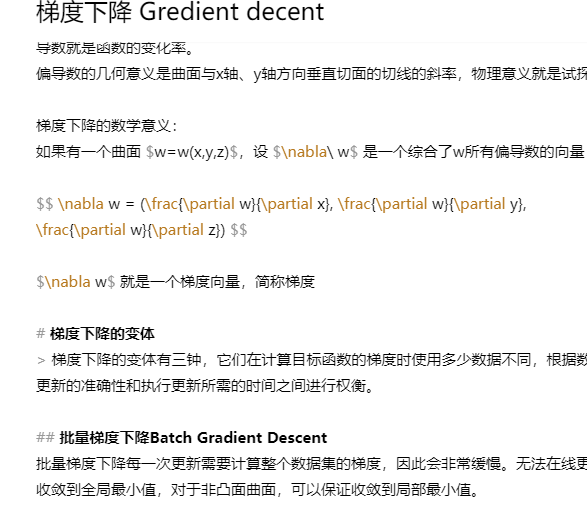 梯度下降 Gredient decent
导数就是函数的变化率。
偏导数的几何意义是曲面与x轴、y轴方向垂直切面的切线的斜率，物理意义就是试探
梯度下降的数学意义：
如果有一个曲面 $w=w(x,y,z)$，设 $\nabla\ w$ 是一个综合了w所有偏导数的向量
$$ \nabla w = (\frac{\partial w}{\partial x}, \frac{\partial w}{\partial y},
\frac{\partial w}{\partial z}) $$
$\nabla w$ 就是一个梯度向量，简称梯度
# 梯度下降的变体
> 梯度下降的变体有三钟，它们在计算目标函数的梯度时使用多少数据不同，根据数
更新的准确性和执行更新所需的时间之间进行权衡。
## 批量梯度下降Batch Gradient Descent
批量梯度下降每一次更新需要计算整个数据集的梯度，因此会非常缓慢。无法在线更
收敛到全局最小值，对于非凸面曲面，可以保证收敛到局部最小值。